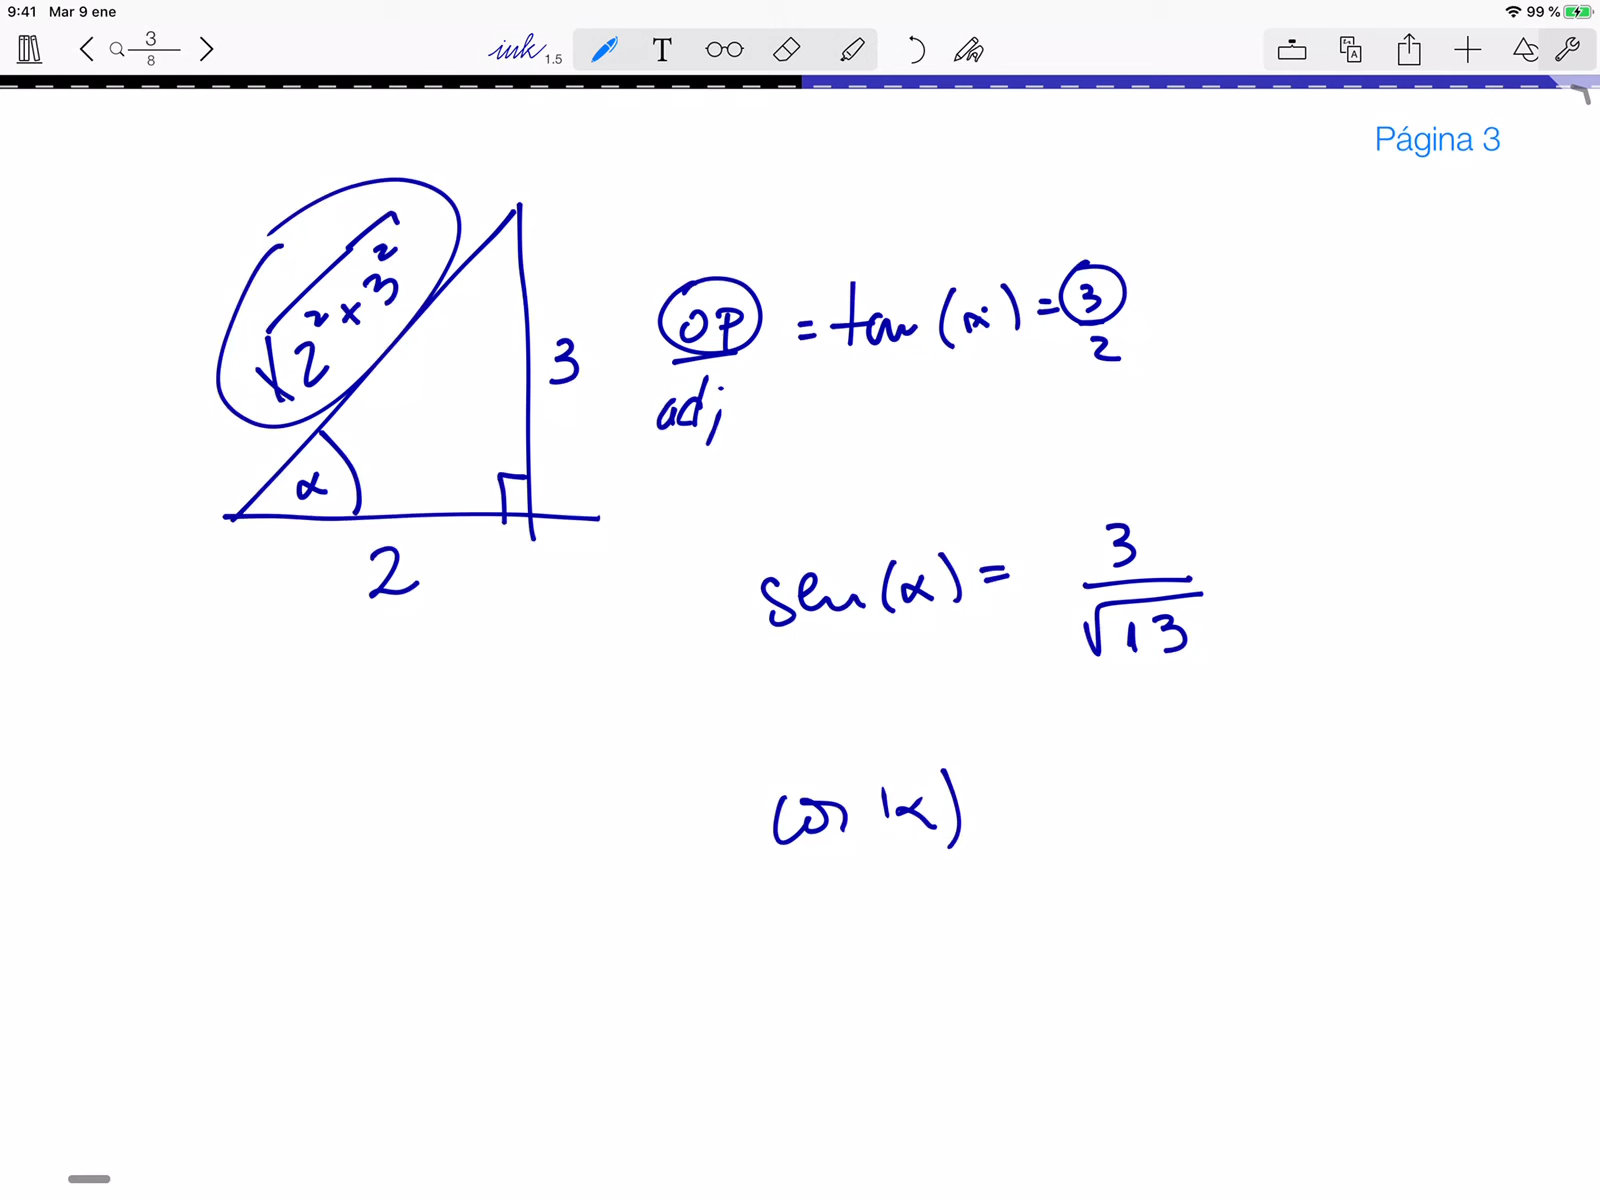 9:41 Mar 9 ene 99 %
3
8
ink 1.5
T
Página 3
√2² × 3²
3
α
2
OP
adj
= tan (α) = 3
2
sen (α) = 3
√13
cos (α)